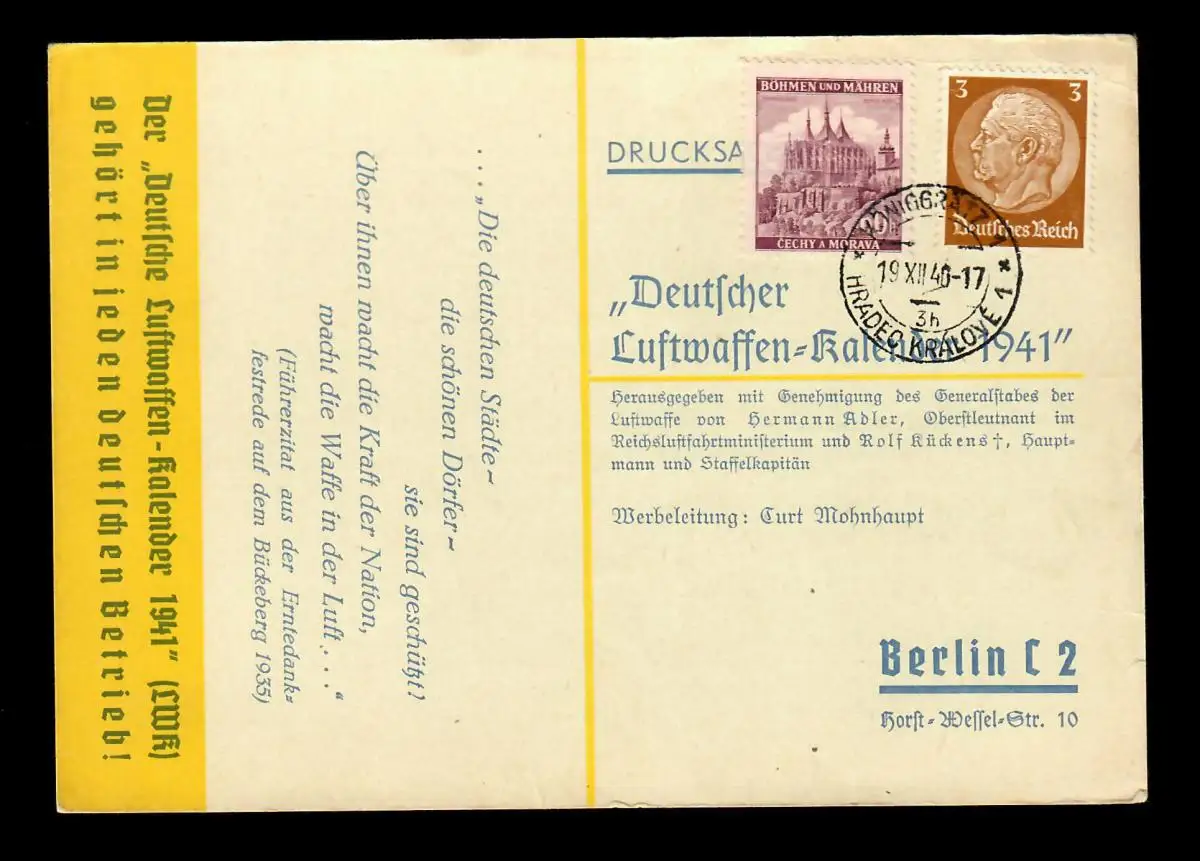 Der „Deutsche Luftwaffen-Kalender 1941“ (LWK)
gehört in jeden deutschen Betrieb!
. . . . „Die deutschen Städte~
die schönen Dörfer~
sie sind geschützt!
Über ihnen wacht die Kraft der Nation,
wacht die Waffe in der Luft . . . “
(Führerzitat aus der Erntedank=
festrede auf dem Bückeberg 1935)
DRUCKSA
BÖHMEN UND MÄHREN
ČECHY A MORAVA
3 3
Deutsches Reich
* KÖNIGGRÄTZ 1 *
19 XII 40-17
3h
HRADEC KRÁLOVÉ 1
„Deutscher
Luftwaffen=Kalender 1941“
Herausgegeben mit Genehmigung des Generalstabes der
Luftwaffe von Hermann Adler, Oberstleutnant im
Reichsluftfahrtministerium und Rolf Kückens †, Haupt=
mann und Staffelkapitän
Werbeleitung: Curt Mohnhaupt
Berlin C 2
Horst=Wessel=Str. 10